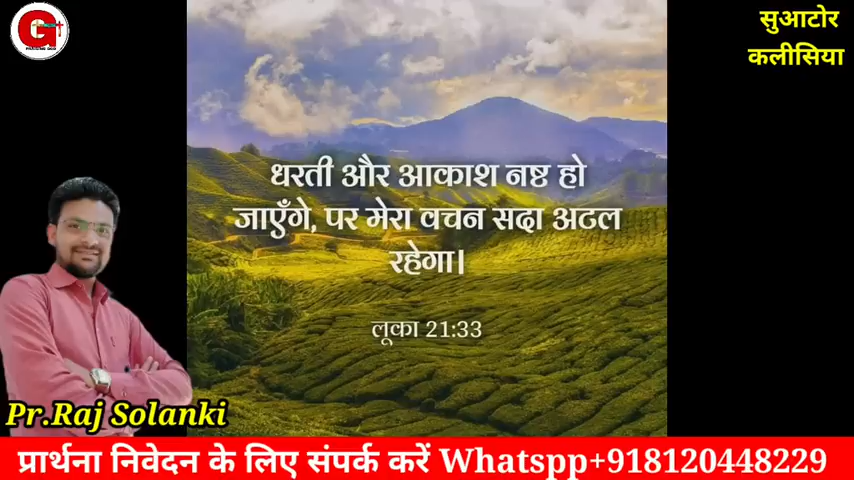 G
सुआटोर
कलीसिया
धरती और आकाश नष्ट हो
जाएँगे, पर मेरा वचन सदा अटल
रहेगा।
लूका 21:33
Pr.Raj Solanki
प्रार्थना निवेदन के लिए संपर्क करें Whatspp+918120448229